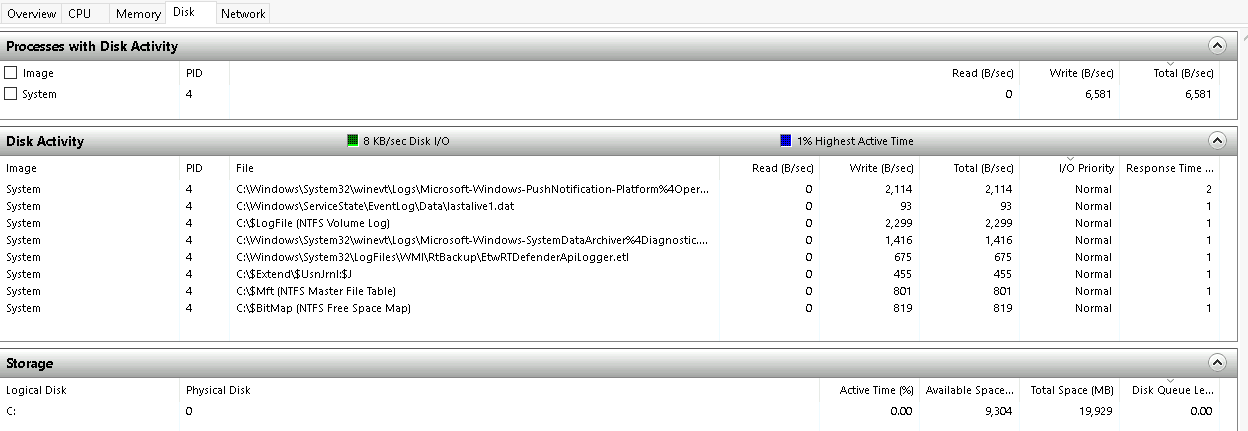 Overview CPU Memory Disk Network
Processes with Disk Activity
Image PID Read (B/sec) Write (B/sec) Total (B/sec)
System 4 0 6,581 6,581
Disk Activity 8 KB/sec Disk I/O 1% Highest Active Time
Image PID File Read (B/sec) Write (B/sec) Total (B/sec) I/O Priority Response Time ...
System 4 C:\Windows\System32\winevt\Logs\Microsoft-Windows-PushNotification-Platform%4Oper... 0 2,114 2,114 Normal 2
System 4 C:\Windows\ServiceState\EventLog\Data\lastalive1.dat 0 93 93 Normal 1
System 4 C:\$LogFile (NTFS Volume Log) 0 2,299 2,299 Normal 1
System 4 C:\Windows\System32\winevt\Logs\Microsoft-Windows-SystemDataArchiver%4Diagnostic.... 0 1,416 1,416 Normal 1
System 4 C:\Windows\System32\LogFiles\WMI\RtBackup\EtwRTDefenderApiLogger.etl 0 675 675 Normal 1
System 4 C:\$Extend\$UsnJrnl:$J 0 455 455 Normal 1
System 4 C:\$Mft (NTFS Master File Table) 0 801 801 Normal 1
System 4 C:\$BitMap (NTFS Free Space Map) 0 819 819 Normal 1
Storage
Logical Disk Physical Disk Active Time (%) Available Space... Total Space (MB) Disk Queue Le...
C: 0 0.00 9,304 19,929 0.00